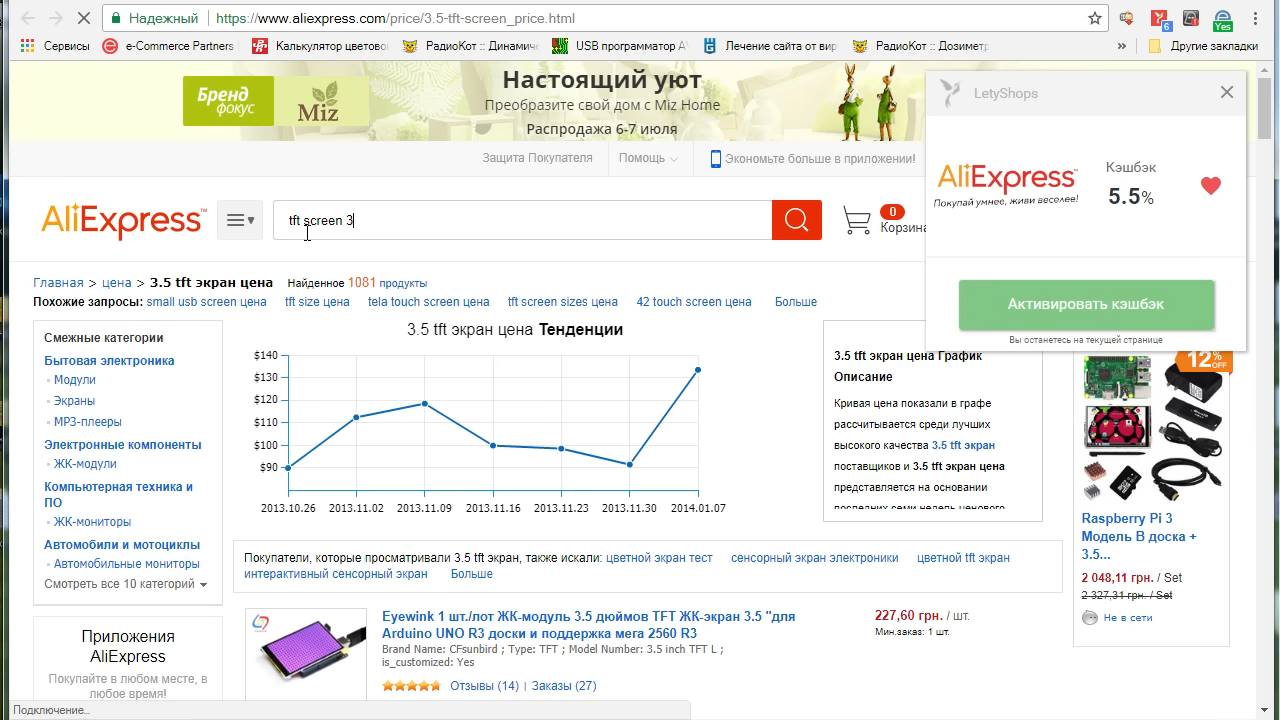 Надежный https://www.aliexpress.com/price/3.5-tft-screen_price.html
6 Yes
Сервисы e-Commerce Partners Калькулятор цвето РадиоКот :: Динамич USB программатор A Лечение сайта от вир РадиоКот :: Дозимет » Другие закладки
Бренд фокус
Miz
Настоящий уют
Преобразите свой дом с Miz Home
Распродажа 6-7 июля
LetyShops
AliExpress™
Покупай умнее, живи веселее!
Кэшбэк
5.5%
Активировать кэшбэк
Вы останетесь на текущей странице
Защита Покупателя Помощь Экономьте больше в приложении!
AliExpress™ tft screen 3 0
Корзина
Главная > цена > 3.5 tft экран цена Найденное 1081 продукты
Похожие запросы: small usb screen цена tft size цена tela touch screen цена tft screen sizes цена 42 touch screen цена Больше
Смежные категории
Бытовая электроника
Модули
Экраны
MP3-плееры
Электронные компоненты
ЖК-модули
Компьютерная техника и
ПО
ЖК-мониторы
Автомобили и мотоциклы
Автомобильные мониторы
Смотреть все 10 категорий
3.5 tft экран цена Тенденции
$140
$130
$120
$110
$100
$90
2013.10.26 2013.11.02 2013.11.09 2013.11.16 2013.11.23 2013.11.30 2014.01.07
3.5 tft экран цена График
Описание
Кривая цена показали в графе
рассчитывается среди лучших
высокого качества 3.5 tft экран
поставщиков и 3.5 tft экран цена
представляется на основании
последних семи недель ценового
12% OFF
Raspberry Pi 3
Модель B доска +
3.5...
2 048,11 грн. / Set
2 327,31 грн. / Set
Не в сети
Покупатели, которые просматривали 3.5 tft экран, также искали: цветной экран тест сенсорный экран электроники цветной tft экран
интерактивный сенсорный экран Больше
Приложения
AliExpress
Покупайте в любом месте, в
любое время!
Eyewink 1 шт./лот ЖК-модуль 3.5 дюймов TFT ЖК-экран 3.5 "для
Arduino UNO R3 доски и поддержка мега 2560 R3
Brand Name: CFsunbird ; Type: TFT ; Model Number: 3.5 inch TFT L ;
is_customized: Yes
Отзывы (14) | Заказы (27)
227,60 грн. / шт.
Мин.заказ: 1 шт.
Подключение...